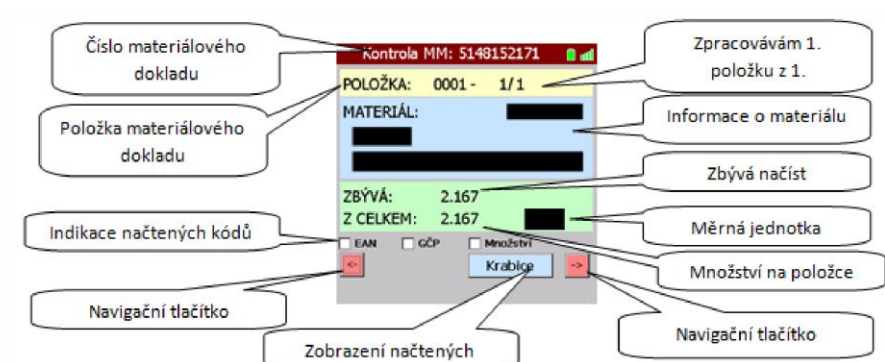 Číslo materiálového
dokladu
Zpracovávám 1.
položku z 1.
Kontrola MM: 5148152171
POLOŽKA: 0001 - 1/1
MATERIÁL:
Informace o materiálu
Položka materiálového
dokladu
Zbývá načíst
ZBÝVÁ: 2.167
Z CELKEM: 2.167
Měrná jednotka
Indikace načtených kódů
EAN GČP Množství
<- Krabice ->
Množství na položce
Navigační tlačítko
Navigační tlačítko
Zobrazení načtených